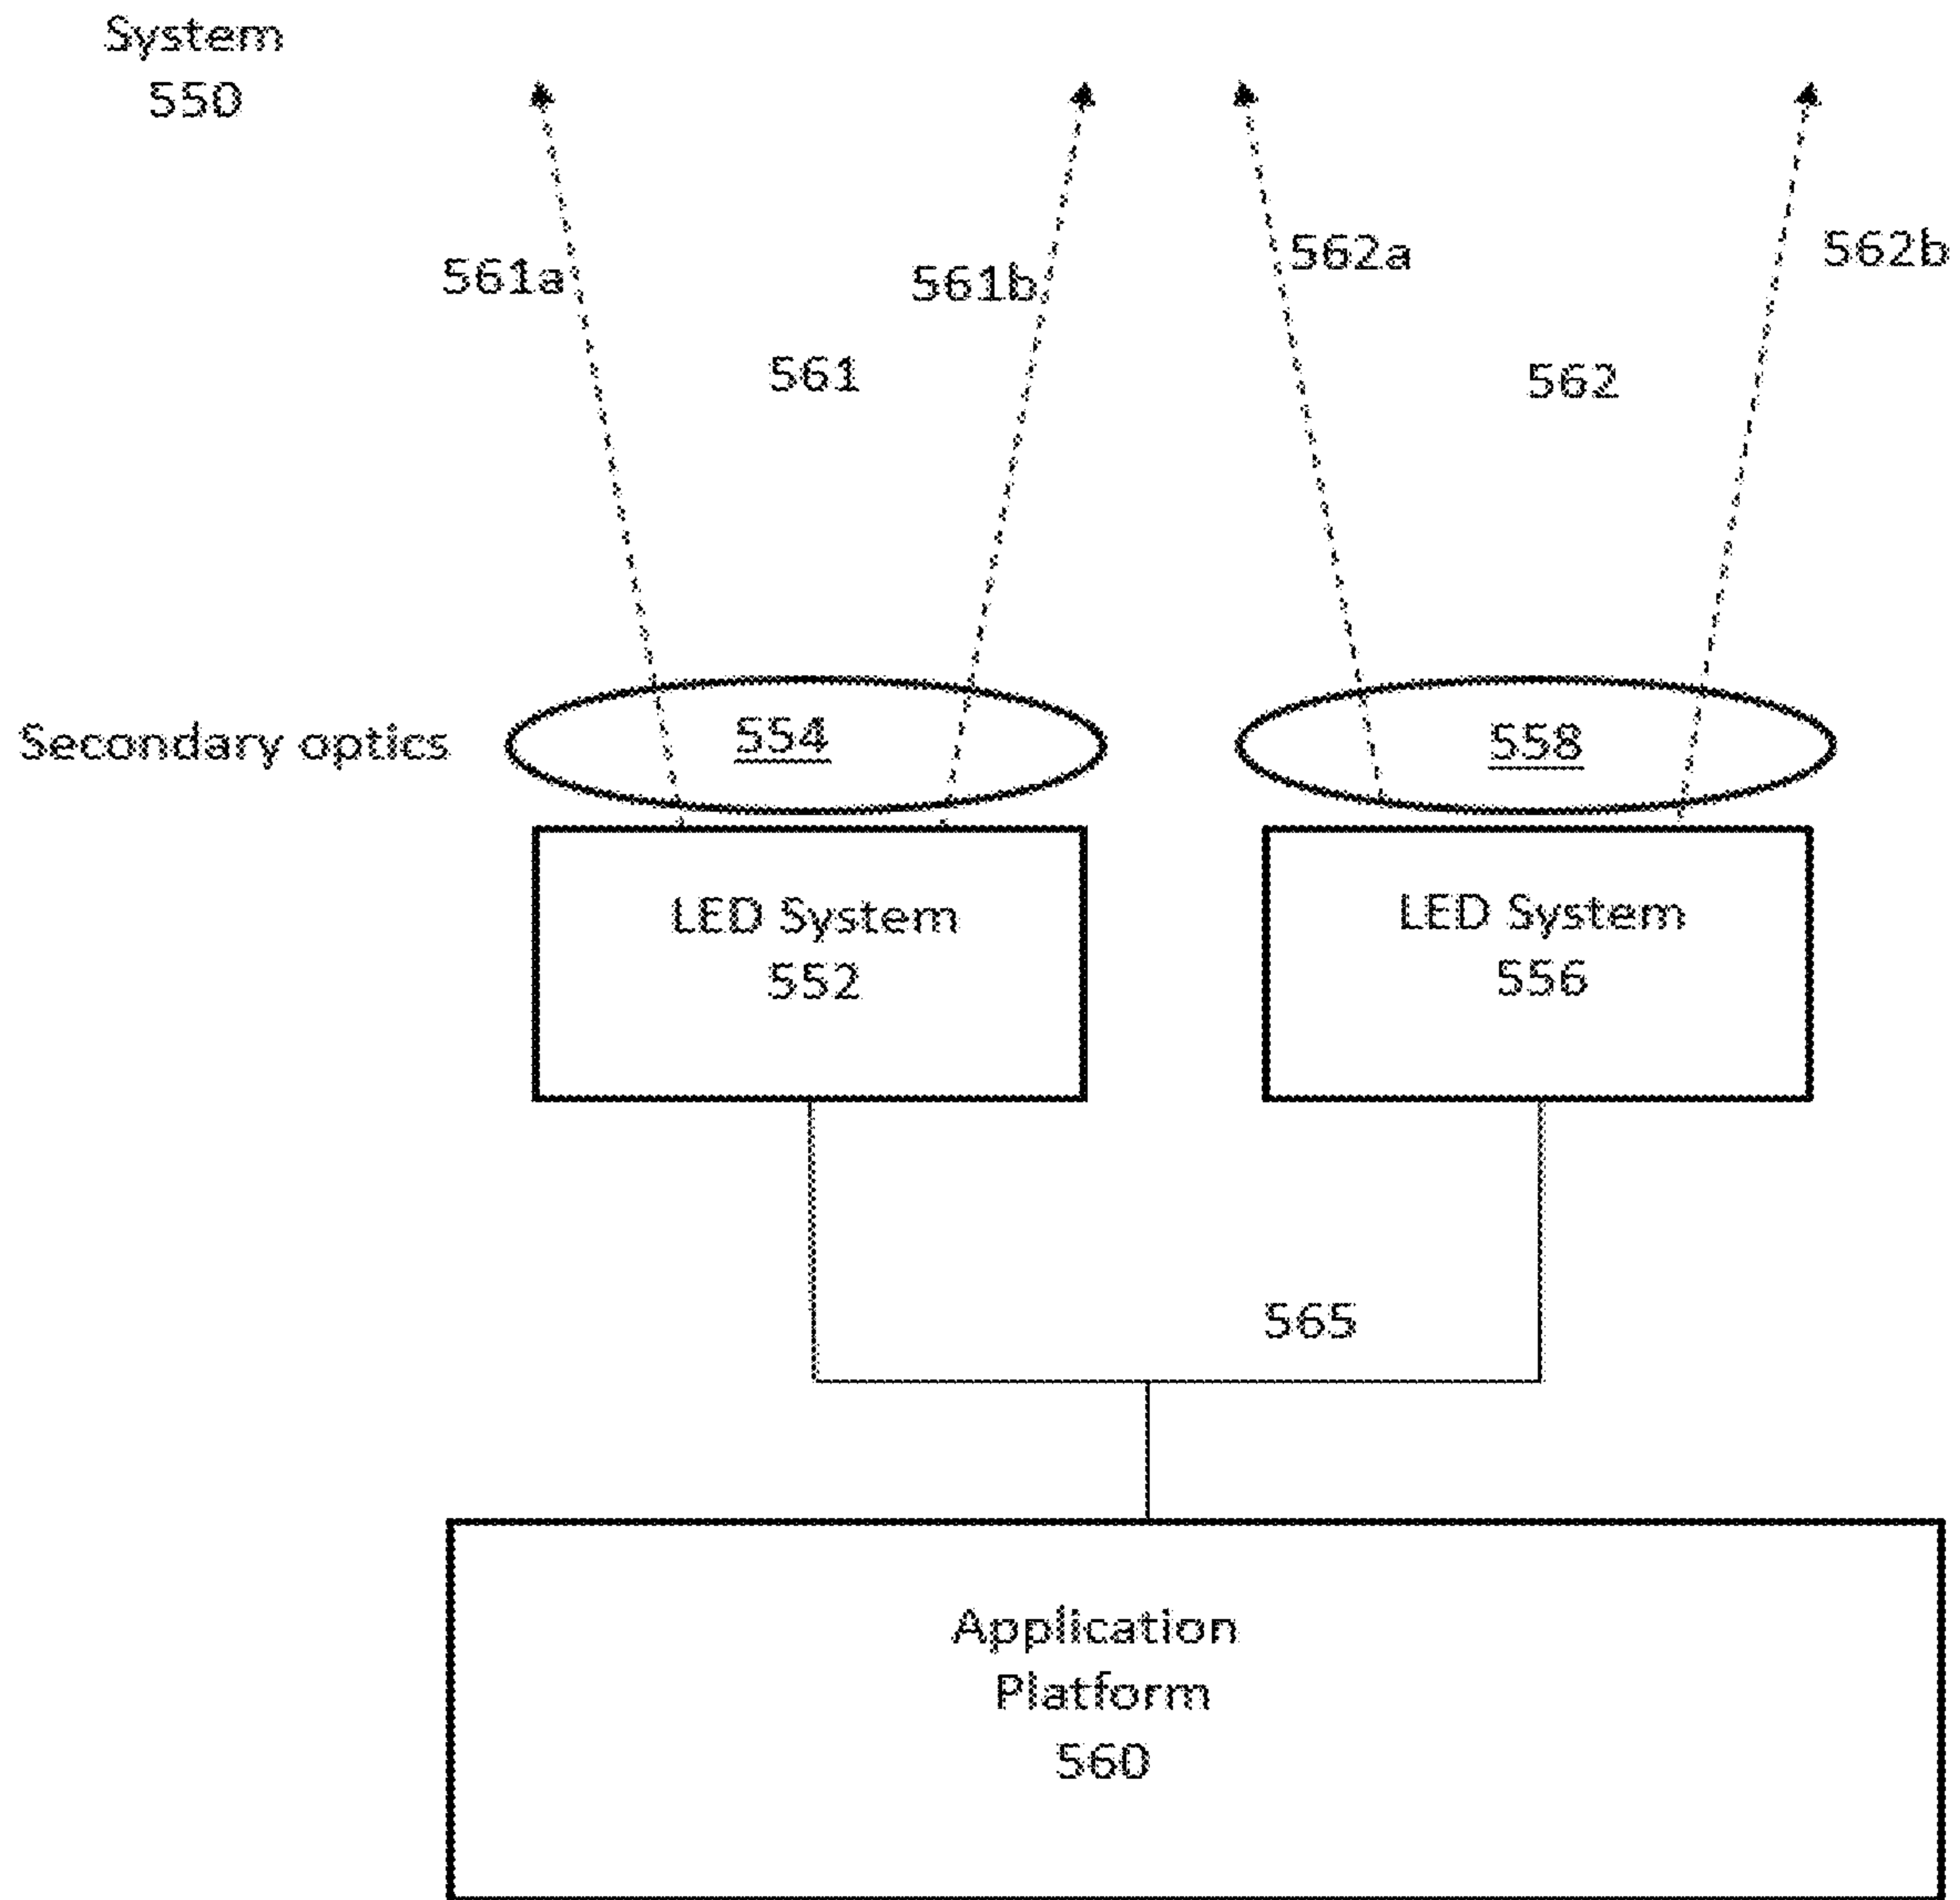 System
550
561a
561b
562a
562b
561
562
Secondary optics
554
558
LED System
552
LED System
556
565
Application
Platform
560